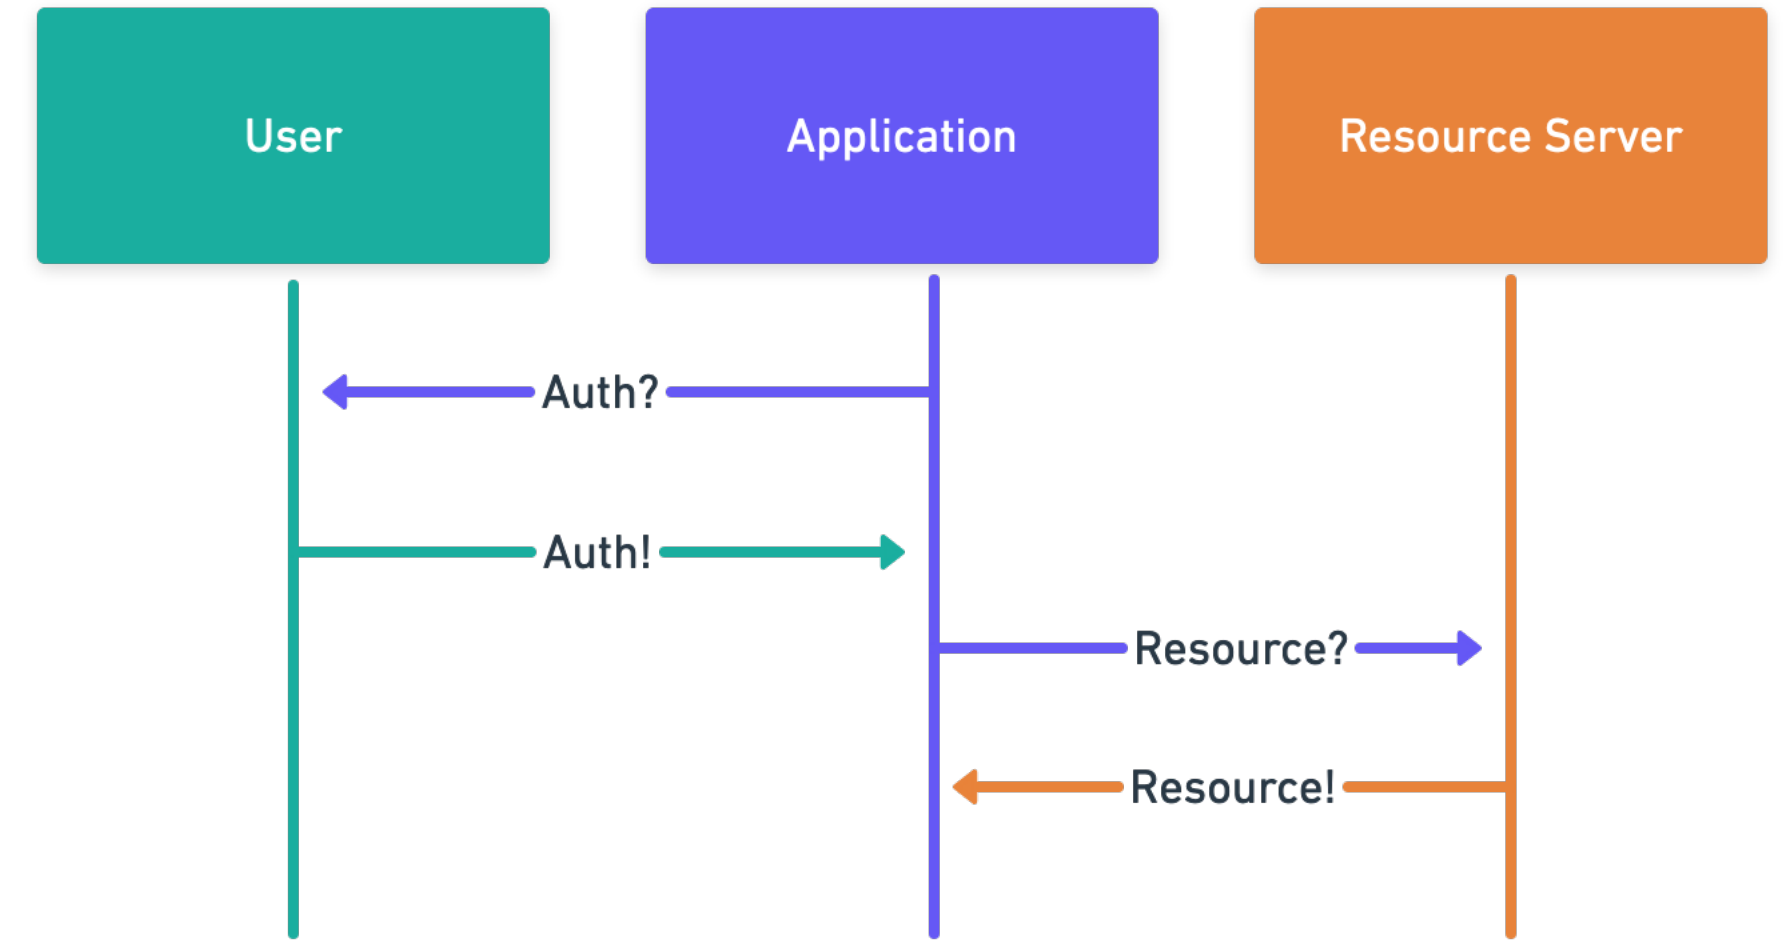 User
Application
Resource Server
Auth?
Auth!
Resource?
Resource!